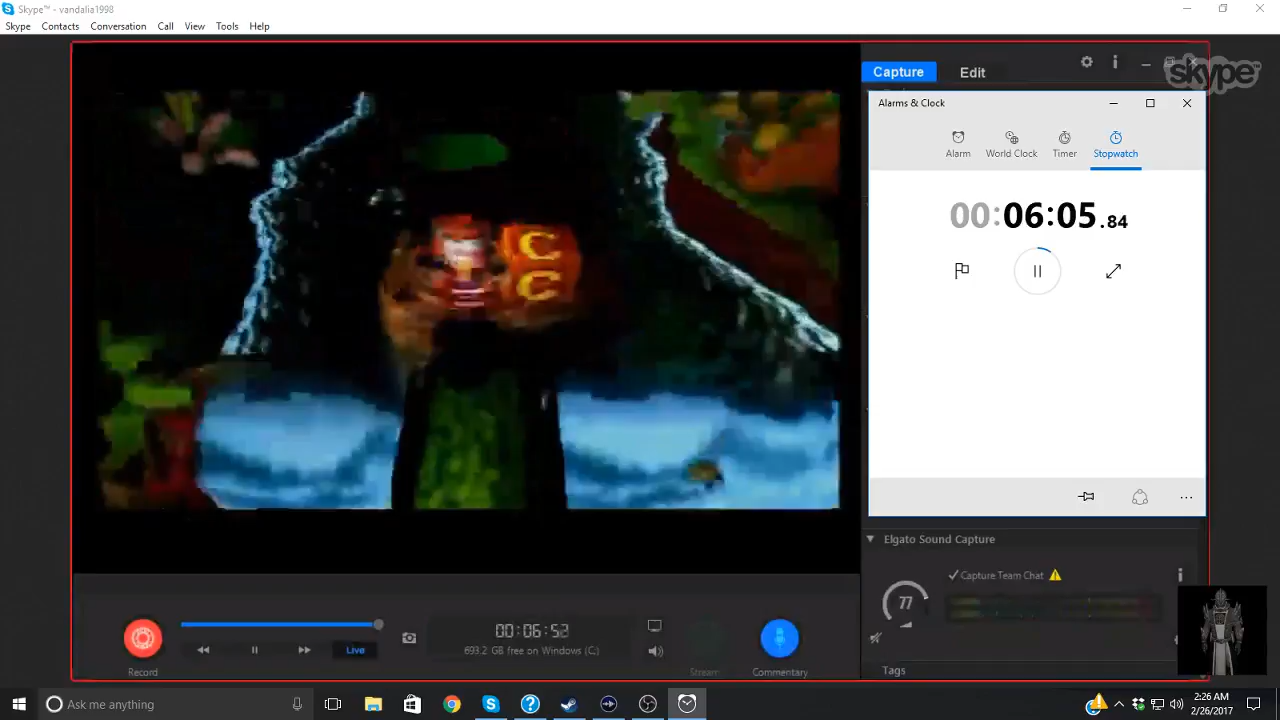 Skype™ - vandalia1998
Skype Contacts Conversation Call View Tools Help
Capture Edit
skype™
Alarms & Clock
Alarm World Clock Timer Stopwatch
00:06:05.84
C
C
Elgato Sound Capture
Capture Team Chat
77
00:06:52
693.2 GB free on Windows (C:)
Live
Record
Stream
Commentary
Tags
Ask me anything
2:26 AM
2/26/2017